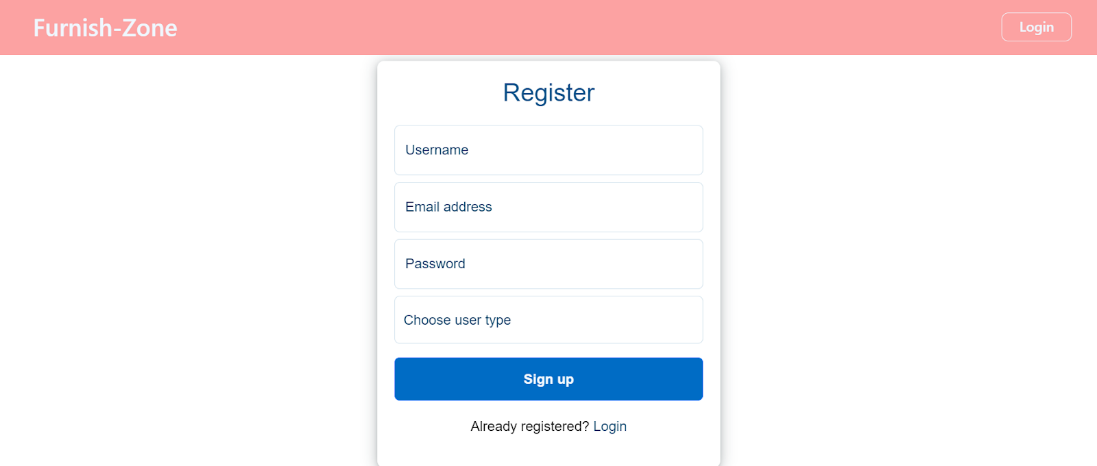 Furnish-Zone
Login
Register
Username
Email address
Password
Choose user type
Sign up
Already registered? Login